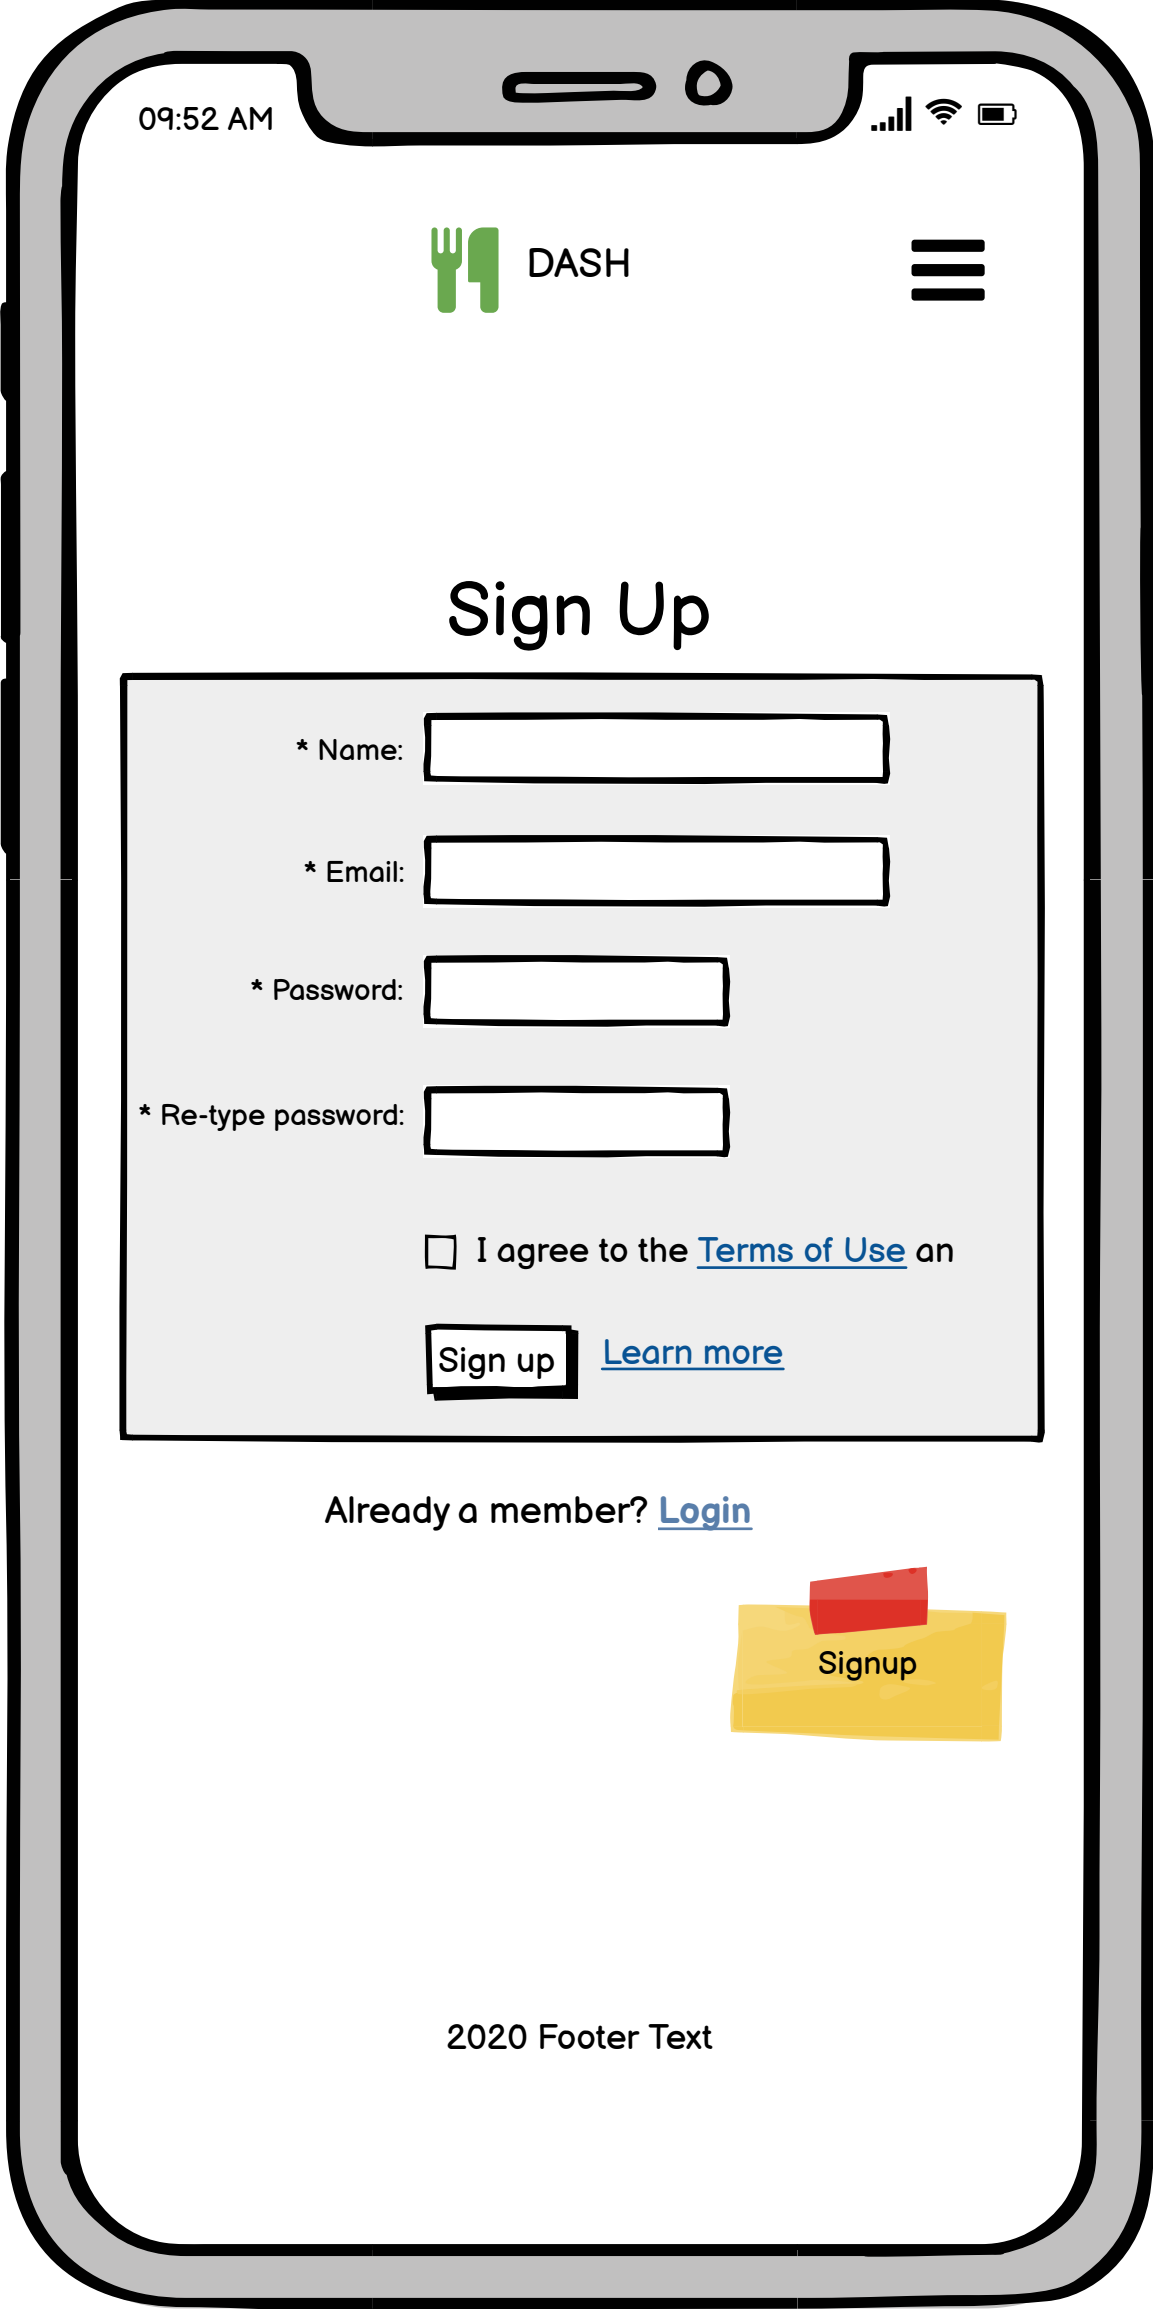 09:52 AM
DASH
Sign Up
* Name:
* Email:
* Password:
* Re-type password:
I agree to the Terms of Use an
Sign up Learn more
Already a member? Login
Signup
2020 Footer Text